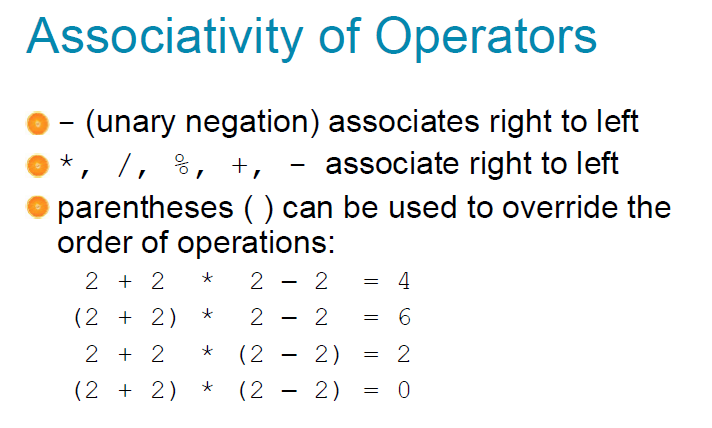 Associativity of Operators
– (unary negation) associates right to left
*, /, %, +, – associate right to left
parentheses ( ) can be used to override the
order of operations:
2 + 2 * 2 – 2 = 4
(2 + 2) * 2 – 2 = 6
2 + 2 * (2 – 2) = 2
(2 + 2) * (2 – 2) = 0